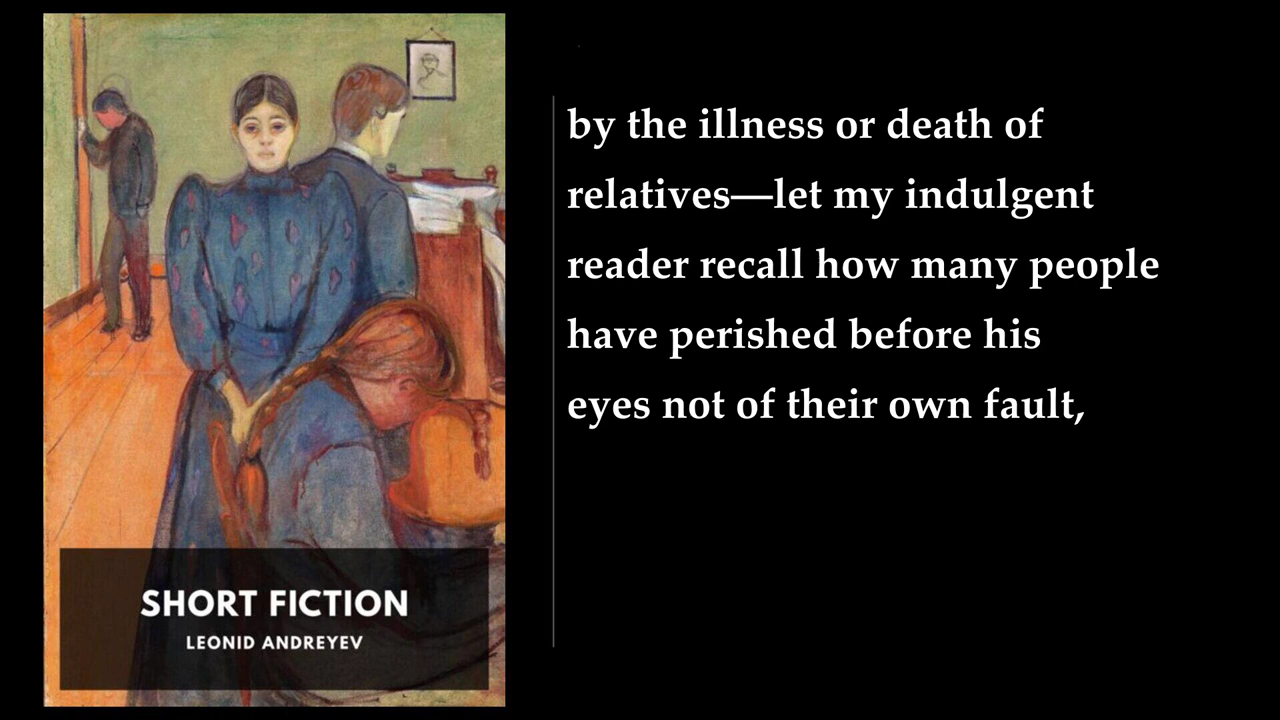 SHORT FICTION
LEONID ANDREYEV
by the illness or death of
relatives—let my indulgent
reader recall how many people
have perished before his
eyes not of their own fault,